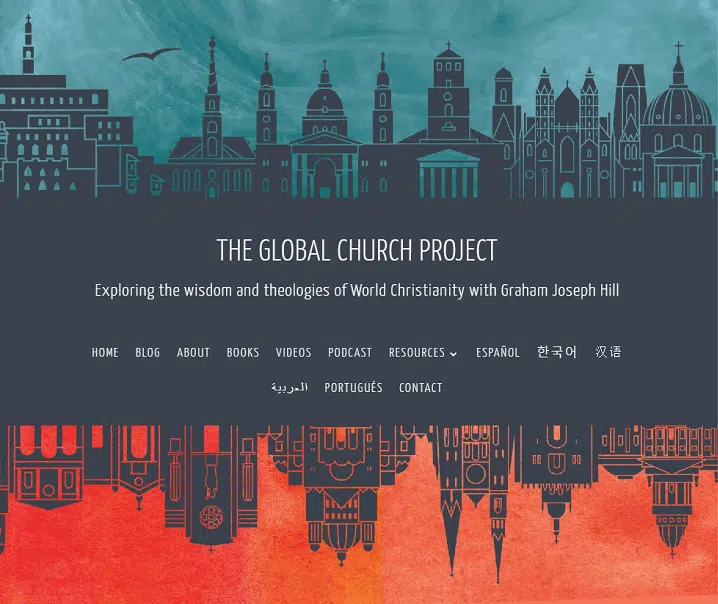 THE GLOBAL CHURCH PROJECT
Exploring the wisdom and theologies of World Christianity with Graham Joseph Hill
HOME BLOG ABOUT BOOKS VIDEOS PODCAST RESOURCES ESPAÑOL 한국어 汉语
العربية PORTUGUÊS CONTACT